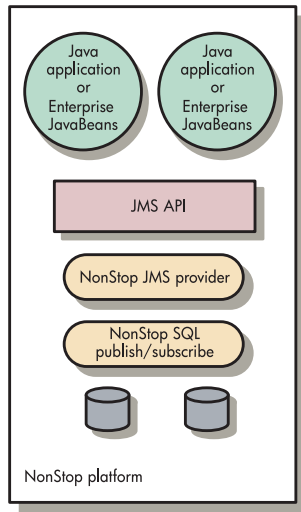 Java
application
or
Enterprise
JavaBeans
Java
application
or
Enterprise
JavaBeans
JMS API
NonStop JMS provider
NonStop SQL
publish/subscribe
NonStop platform